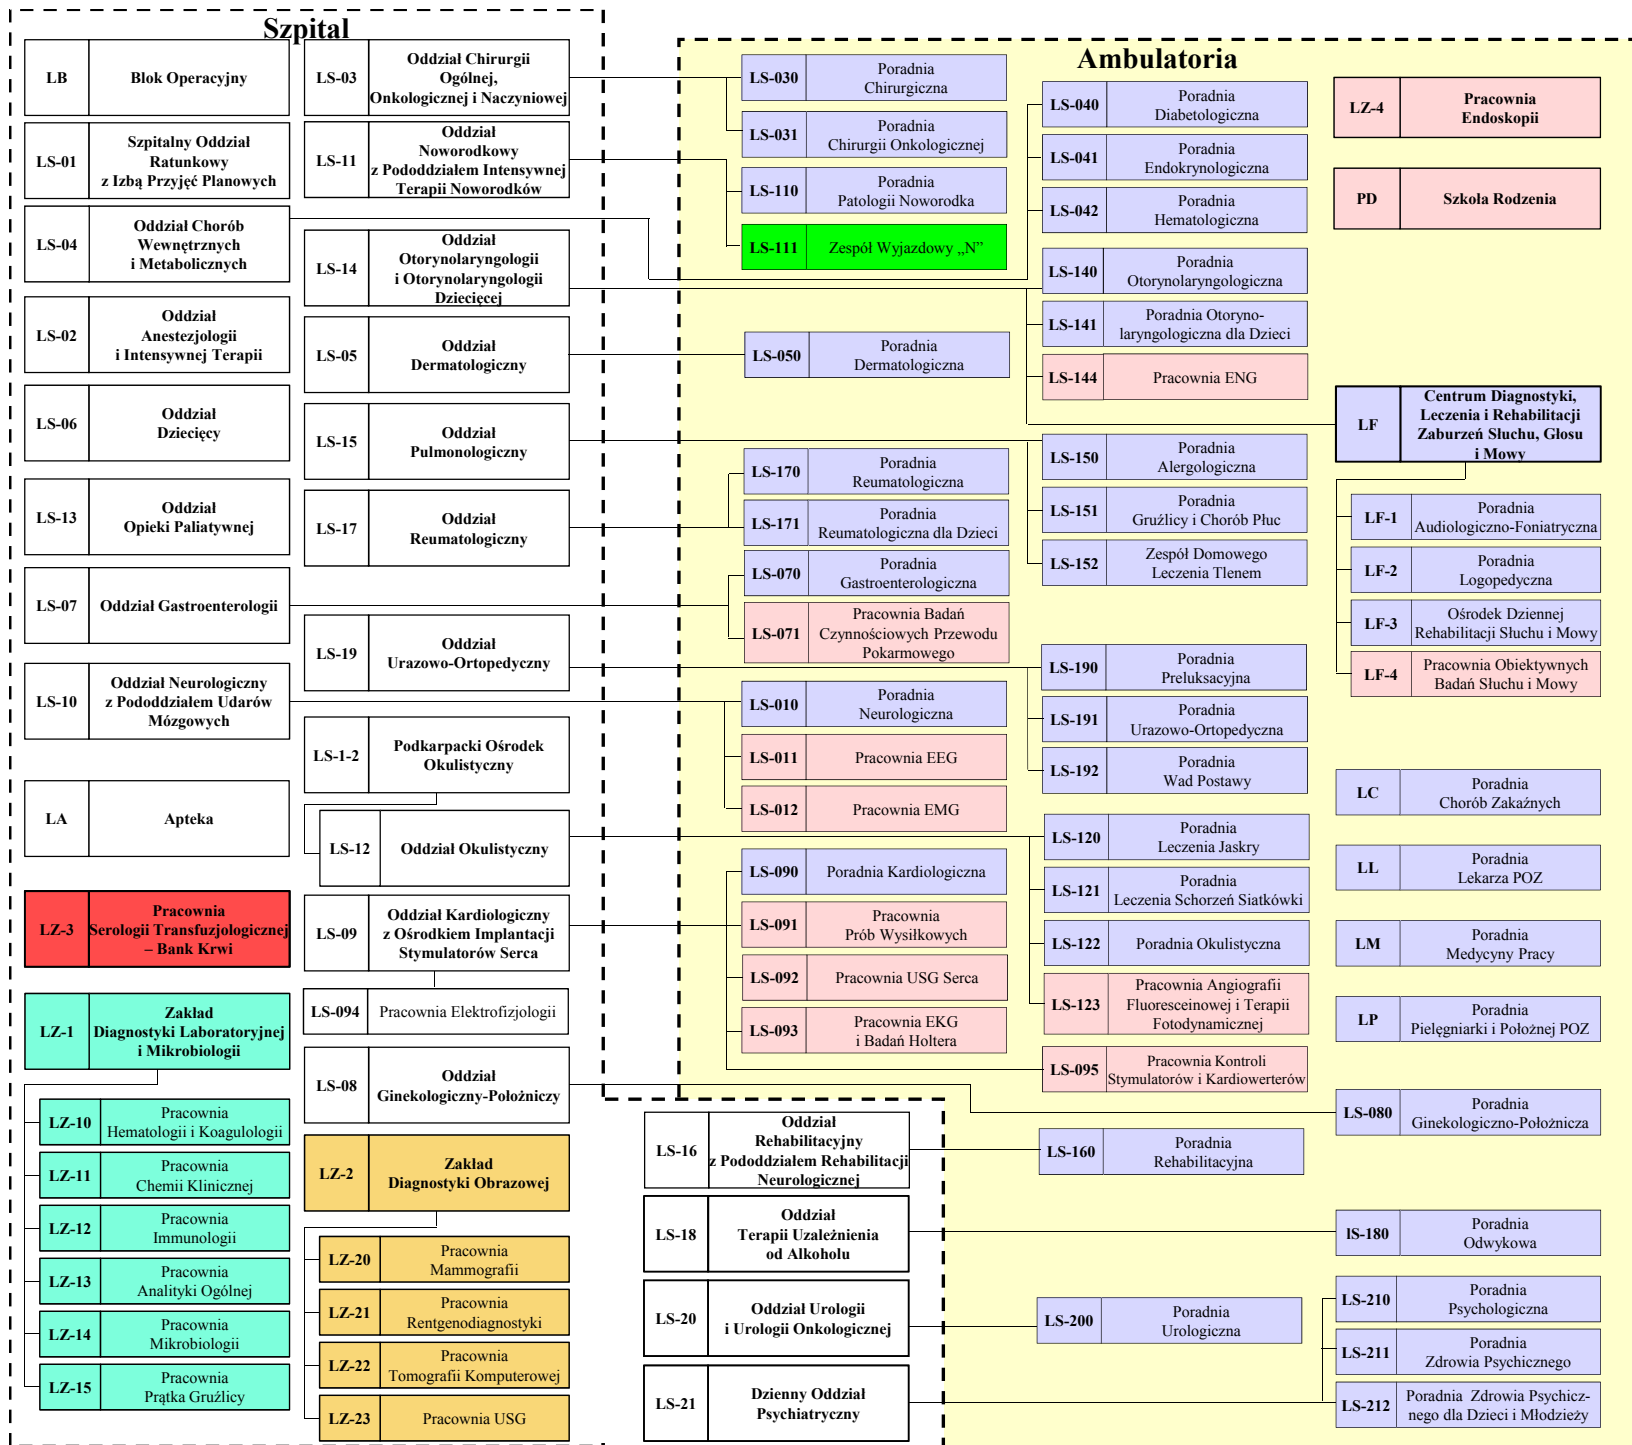 Szpital
LB
Blok Operacyjny
LS-01
Szpitalny Oddział
Ratunkowy
z Izbą Przyjęć Planowych
LS-04
Oddział Chorób
Wewnętrznych
i Metabolicznych
LS-02
Oddział
Anestezjologii
i Intensywnej Terapii
LS-06
Oddział
Dziecięcy
LS-13
Oddział
Opieki Paliatywnej
LS-07
Oddział Gastroenterologii
LS-10
Oddział Neurologiczny
z Pododdziałem Udarów
Mózgowych
LA
Apteka
LZ-3
Pracownia
Serologii Transfuzjologicznej
– Bank Krwi
LZ-1
Zakład
Diagnostyki Laboratoryjnej
i Mikrobiologii
LZ-10
Pracownia
Hematologii i Koagulologii
LZ-11
Pracownia
Chemii Klinicznej
LZ-12
Pracownia
Immunologii
LZ-13
Pracownia
Analityki Ogólnej
LZ-14
Pracownia
Mikrobiologii
LZ-15
Pracownia
Prątka Gruźlicy
LS-03
Oddział Chirurgii
Ogólnej,
Onkologicznej i Naczyniowej
LS-11
Oddział
Noworodkowy
z Pododdziałem Intensywnej
Terapii Noworodków
LS-14
Oddział
Otorynolaryngologii
i Otorynolaryngologii
Dziecięcej
LS-05
Oddział
Dermatologiczny
LS-15
Oddział
Pulmonologiczny
LS-17
Oddział
Reumatologiczny
LS-19
Oddział
Urazowo-Ortopedyczny
LS-1-2
Podkarpacki Ośrodek
Okulistyczny
LS-12
Oddział Okulistyczny
LS-09
Oddział Kardiologiczny
z Ośrodkiem Implantacji
Stymulatorów Serca
LS-094
Pracownia Elektrofizjologii
LS-08
Oddział
Ginekologiczny-Położniczy
LZ-2
Zakład
Diagnostyki Obrazowej
LZ-20
Pracownia
Mammografii
LZ-21
Pracownia
Rentgenodiagnostyki
LZ-22
Pracownia
Tomografii Komputerowej
LZ-23
Pracownia USG
LS-16
Oddział
Rehabilitacyjny
z Pododdziałem Rehabilitacji
Neurologicznej
LS-18
Oddział
Terapii Uzależnienia
od Alkoholu
LS-20
Oddział Urologii
i Urologii Onkologicznej
LS-21
Dzienny Oddział
Psychiatryczny
Ambulatoria
LS-030
Poradnia
Chirurgiczna
LS-031
Poradnia
Chirurgii Onkologicznej
LS-110
Poradnia
Patologii Noworodka
LS-111
Zespół Wyjazdowy „N”
LS-050
Poradnia
Dermatologiczna
LS-170
Poradnia
Reumatologiczna
LS-171
Poradnia
Reumatologiczna dla Dzieci
LS-070
Poradnia
Gastroenterologiczna
LS-071
Pracownia Badań
Czynnościowych Przewodu
Pokarmowego
LS-010
Poradnia
Neurologiczna
LS-011
Pracownia EEG
LS-012
Pracownia EMG
LS-090
Poradnia Kardiologiczna
LS-091
Pracownia
Prób Wysiłkowych
LS-092
Pracownia USG Serca
LS-093
Pracownia EKG
i Badań Holtera
LS-040
Poradnia
Diabetologiczna
LS-041
Poradnia
Endokrynologiczna
LS-042
Poradnia
Hematologiczna
LS-140
Poradnia
Otorynolaryngologiczna
LS-141
Poradnia Otoryno-
laryngologiczna dla Dzieci
LS-144
Pracownia ENG
LS-150
Poradnia
Alergologiczna
LS-151
Poradnia
Gruźlicy i Chorób Płuc
LS-152
Zespół Domowego
Leczenia Tlenem
LS-190
Poradnia
Preluksacyjna
LS-191
Poradnia
Urazowo-Ortopedyczna
LS-192
Poradnia
Wad Postawy
LS-120
Poradnia
Leczenia Jaskry
LS-121
Poradnia
Leczenia Schorzeń Siatkówki
LS-122
Poradnia Okulistyczna
LS-123
Pracownia Angiografii
Fluoresceinowej i Terapii
Fotodynamicznej
LS-095
Pracownia Kontroli
Stymulatorów i Kardiowerterów
LS-160
Poradnia
Rehabilitacyjna
LS-200
Poradnia
Urologiczna
LZ-4
Pracownia
Endoskopii
PD
Szkoła Rodzenia
LF
Centrum Diagnostyki,
Leczenia i Rehabilitacji
Zaburzeń Słuchu, Głosu
i Mowy
LF-1
Poradnia
Audiologiczno-Foniatryczna
LF-2
Poradnia
Logopedyczna
LF-3
Ośrodek Dziennej
Rehabilitacji Słuchu i Mowy
LF-4
Pracownia Obiektywnych
Badań Słuchu i Mowy
LC
Poradnia
Chorób Zakaźnych
LL
Poradnia
Lekarza POZ
LM
Poradnia
Medycyny Pracy
LP
Poradnia
Pielęgniarki i Położnej POZ
LS-080
Poradnia
Ginekologiczno-Położnicza
lS-180
Poradnia
Odwykowa
LS-210
Poradnia
Psychologiczna
LS-211
Poradnia
Zdrowia Psychicznego
LS-212
Poradnia Zdrowia Psychicz-
nego dla Dzieci i Młodzieży